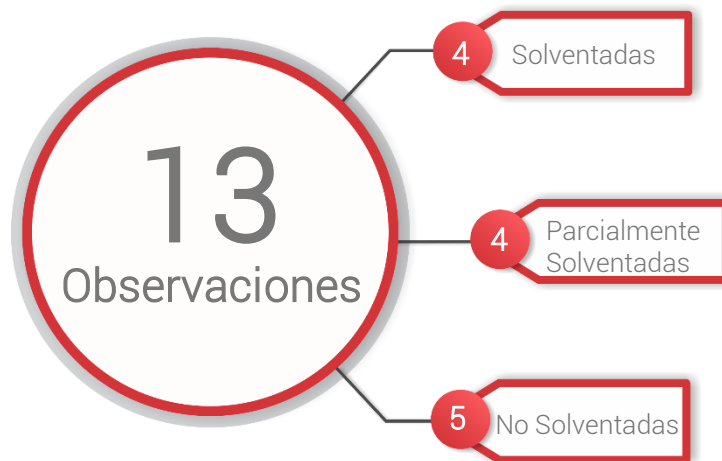 13
Observaciones
4
Solventadas
4
Parcialmente
Solventadas
5
No Solventadas